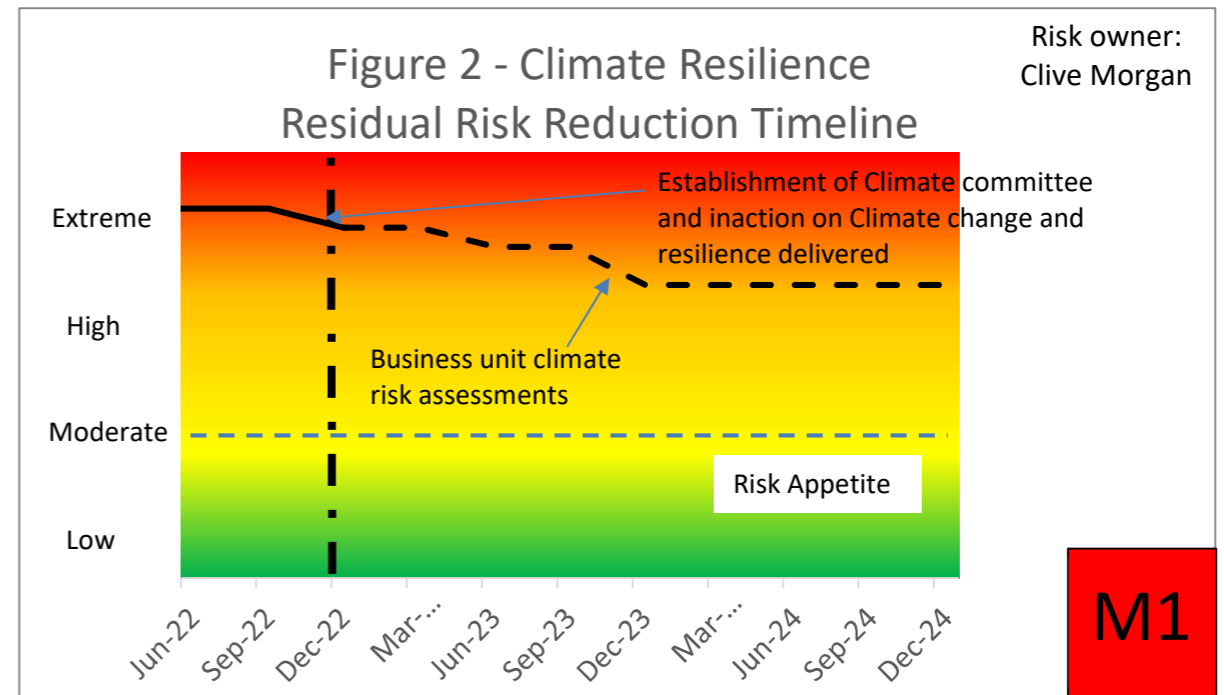 Risk owner:
Clive Morgan
Figure 2 - Climate Resilience
Residual Risk Reduction Timeline
Extreme
High
Moderate
Low
Establishment of Climate committee
and inaction on Climate change and
resilience delivered
Business unit climate
risk assessments
Risk Appetite
Jun-22
Sep-22
Dec-22
Mar-...
Jun-23
Sep-23
Dec-23
Mar-...
Jun-24
Sep-24
Dec-24
M1